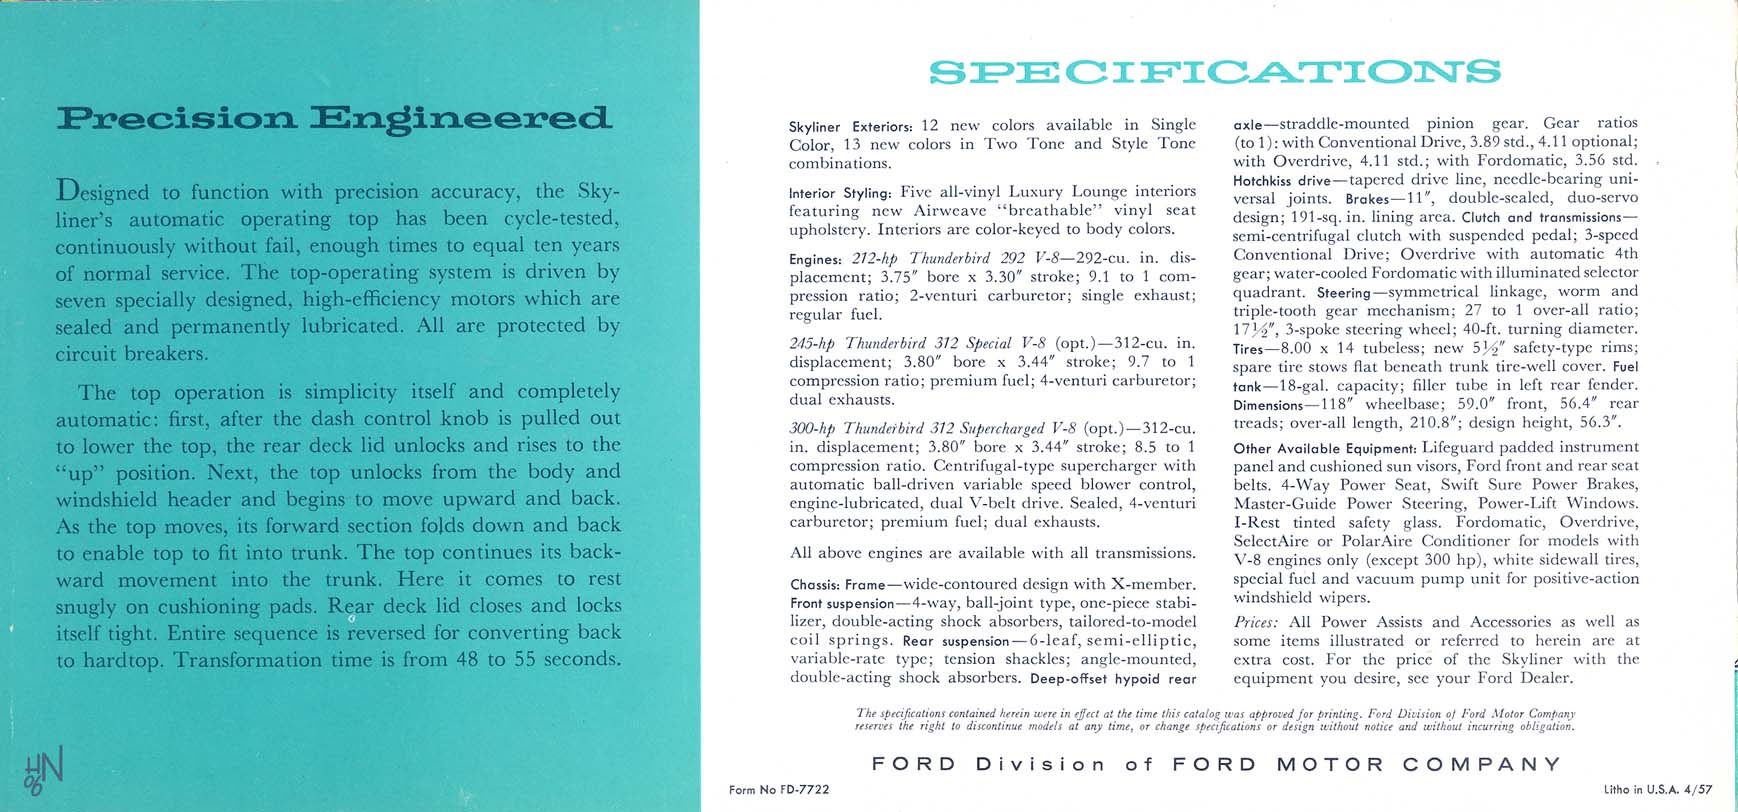 Precision Engineered
Designed to function with precision accuracy, the Sky-
liner's automatic operating top has been cycle-tested,
continuously without fail, enough times to equal ten years
of normal service. The top-operating system is driven by
seven specially designed, high-efficiency motors which are
sealed and permanently lubricated. All are protected by
circuit breakers.
The top operation is simplicity itself and completely
automatic: first, after the dash control knob is pulled out
to lower the top, the rear deck lid unlocks and rises to the
“up” position. Next, the top unlocks from the body and
windshield header and begins to move upward and back.
As the top moves, its forward section folds down and back
to enable top to fit into trunk. The top continues its back-
ward movement into the trunk. Here it comes to rest
snugly on cushioning pads. Rear deck lid closes and locks
itself tight. Entire sequence is reversed for converting back
to hardtop. Transformation time is from 48 to 55 seconds.
HN
06
SPECIFICATIONS
Skyliner Exteriors: 12 new colors available in Single
Color, 13 new colors in Two Tone and Style Tone
combinations.
Interior Styling: Five all-vinyl Luxury Lounge interiors
featuring new Airweave “breathable” vinyl seat
upholstery. Interiors are color-keyed to body colors.
Engines: 212-hp Thunderbird 292 V-8—292-cu. in. dis-
placement; 3.75″ bore x 3.30″ stroke; 9.1 to 1 com-
pression ratio; 2-venturi carburetor; single exhaust;
regular fuel.
245-hp Thunderbird 312 Special V-8 (opt.)—312-cu. in.
displacement; 3.80″ bore x 3.44″ stroke; 9.7 to 1
compression ratio; premium fuel; 4-venturi carburetor;
dual exhausts.
300-hp Thunderbird 312 Supercharged V-8 (opt.)—312-cu.
in. displacement; 3.80″ bore x 3.44″ stroke; 8.5 to 1
compression ratio. Centrifugal-type supercharger with
automatic ball-driven variable speed blower control,
engine-lubricated, dual V-belt drive. Sealed, 4-venturi
carburetor; premium fuel; dual exhausts.
All above engines are available with all transmissions.
Chassis: Frame—wide-contoured design with X-member.
Front suspension—4-way, ball-joint type, one-piece stabi-
lizer, double-acting shock absorbers, tailored-to-model
coil springs. Rear suspension—6-leaf, semi-elliptic,
variable-rate type; tension shackles; angle-mounted,
double-acting shock absorbers. Deep-offset hypoid rear
axle—straddle-mounted pinion gear. Gear ratios
(to 1): with Conventional Drive, 3.89 std., 4.11 optional;
with Overdrive, 4.11 std.; with Fordomatic, 3.56 std.
Hotchkiss drive—tapered drive line, needle-bearing uni-
versal joints. Brakes—11″, double-sealed, duo-servo
design; 191-sq. in. lining area. Clutch and transmissions—
semi-centrifugal clutch with suspended pedal; 3-speed
Conventional Drive; Overdrive with automatic 4th
gear; water-cooled Fordomatic with illuminated selector
quadrant. Steering—symmetrical linkage, worm and
triple-tooth gear mechanism; 27 to 1 over-all ratio;
17½″, 3-spoke steering wheel; 40-ft. turning diameter.
Tires—8.00 x 14 tubeless; new 5½″ safety-type rims;
spare tire stows flat beneath trunk tire-well cover. Fuel
tank—18-gal. capacity; filler tube in left rear fender.
Dimensions—118″ wheelbase; 59.0″ front, 56.4″ rear
treads; over-all length, 210.8″; design height, 56.3″.
Other Available Equipment: Lifeguard padded instrument
panel and cushioned sun visors, Ford front and rear seat
belts. 4-Way Power Seat, Swift Sure Power Brakes,
Master-Guide Power Steering, Power-Lift Windows.
I-Rest tinted safety glass. Fordomatic, Overdrive,
SelectAire or PolarAire Conditioner for models with
V-8 engines only (except 300 hp), white sidewall tires,
special fuel and vacuum pump unit for positive-action
windshield wipers.
Prices: All Power Assists and Accessories as well as
some items illustrated or referred to herein are at
extra cost. For the price of the Skyliner with the
equipment you desire, see your Ford Dealer.
The specifications contained herein were in effect at the time this catalog was approved for printing. Ford Division of Ford Motor Company
reserves the right to discontinue models at any time, or change specifications or design without notice and without incurring obligation.
FORD Division of FORD MOTOR COMPANY
Form No FD-7722
Litho in U.S.A. 4/57